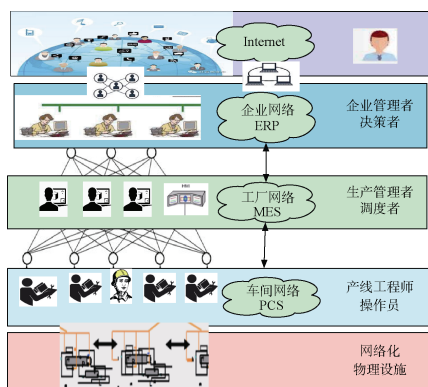 Internet
企业网络
ERP
企业管理者
决策者
工厂网络
MES
生产管理者
调度者
车间网络
PCS
产线工程师
操作员
网络化
物理设施